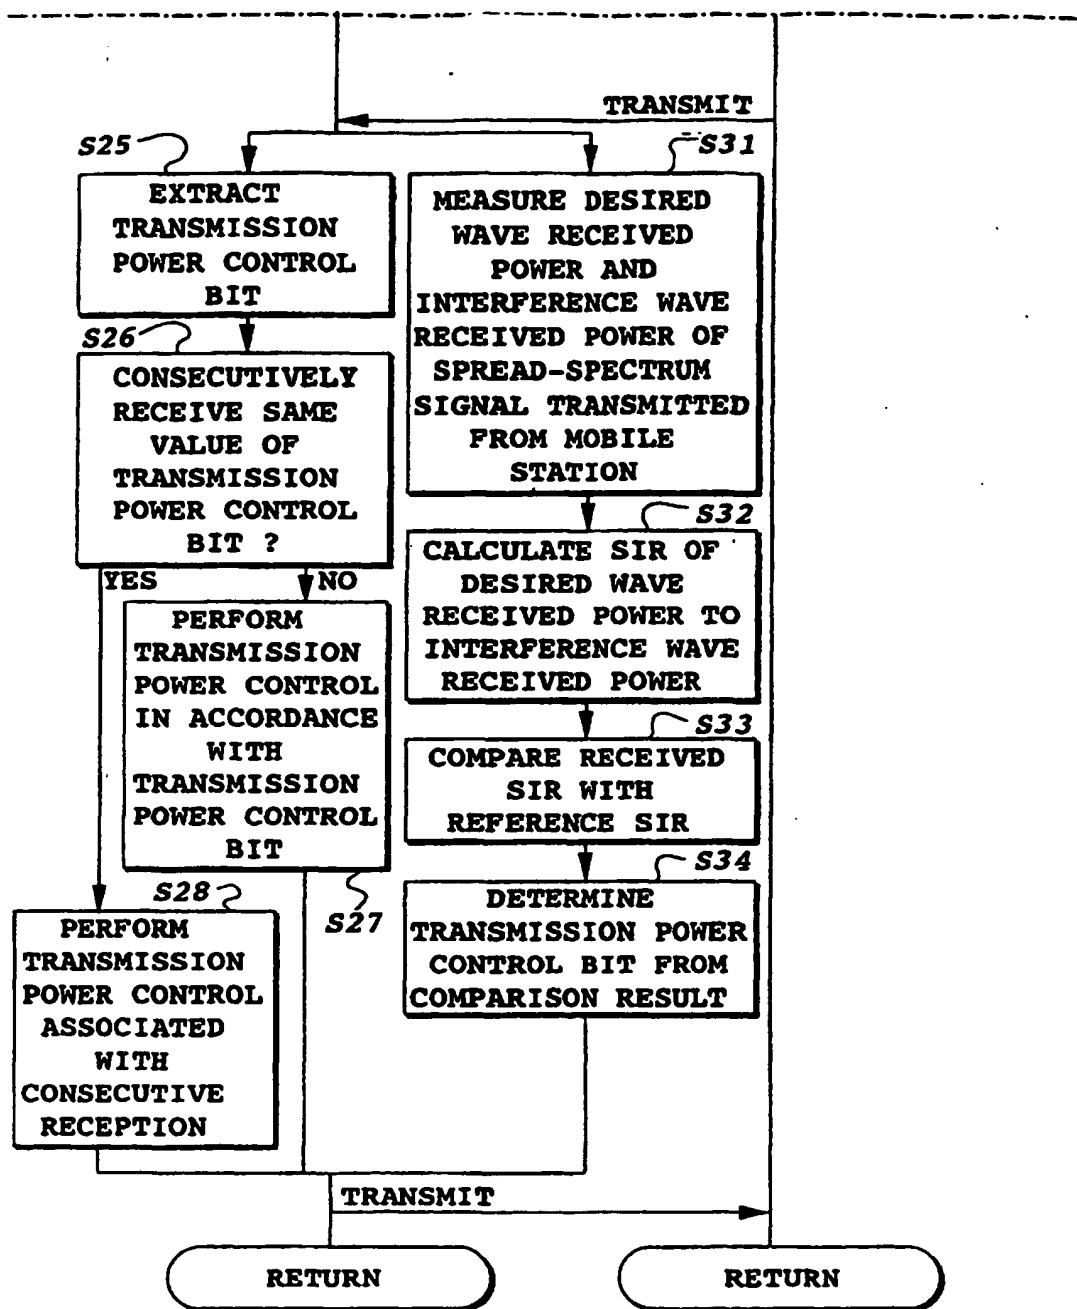 TRANSMIT
S25
EXTRACT
TRANSMISSION
POWER CONTROL
BIT
S26
CONSECUTIVELY
RECEIVE SAME
VALUE OF
TRANSMISSION
POWER CONTROL
BIT ?
YES
NO
PERFORM
TRANSMISSION
POWER CONTROL
IN ACCORDANCE
WITH
TRANSMISSION
POWER CONTROL
BIT
S27
S28
PERFORM
TRANSMISSION
POWER CONTROL
ASSOCIATED
WITH
CONSECUTIVE
RECEPTION
S31
MEASURE DESIRED
WAVE RECEIVED
POWER AND
INTERFERENCE WAVE
RECEIVED POWER OF
SPREAD-SPECTRUM
SIGNAL TRANSMITTED
FROM MOBILE
STATION
S32
CALCULATE SIR OF
DESIRED WAVE
RECEIVED POWER TO
INTERFERENCE WAVE
RECEIVED POWER
S33
COMPARE RECEIVED
SIR WITH
REFERENCE SIR
S34
DETERMINE
TRANSMISSION POWER
CONTROL BIT FROM
COMPARISON RESULT
TRANSMIT
RETURN
RETURN